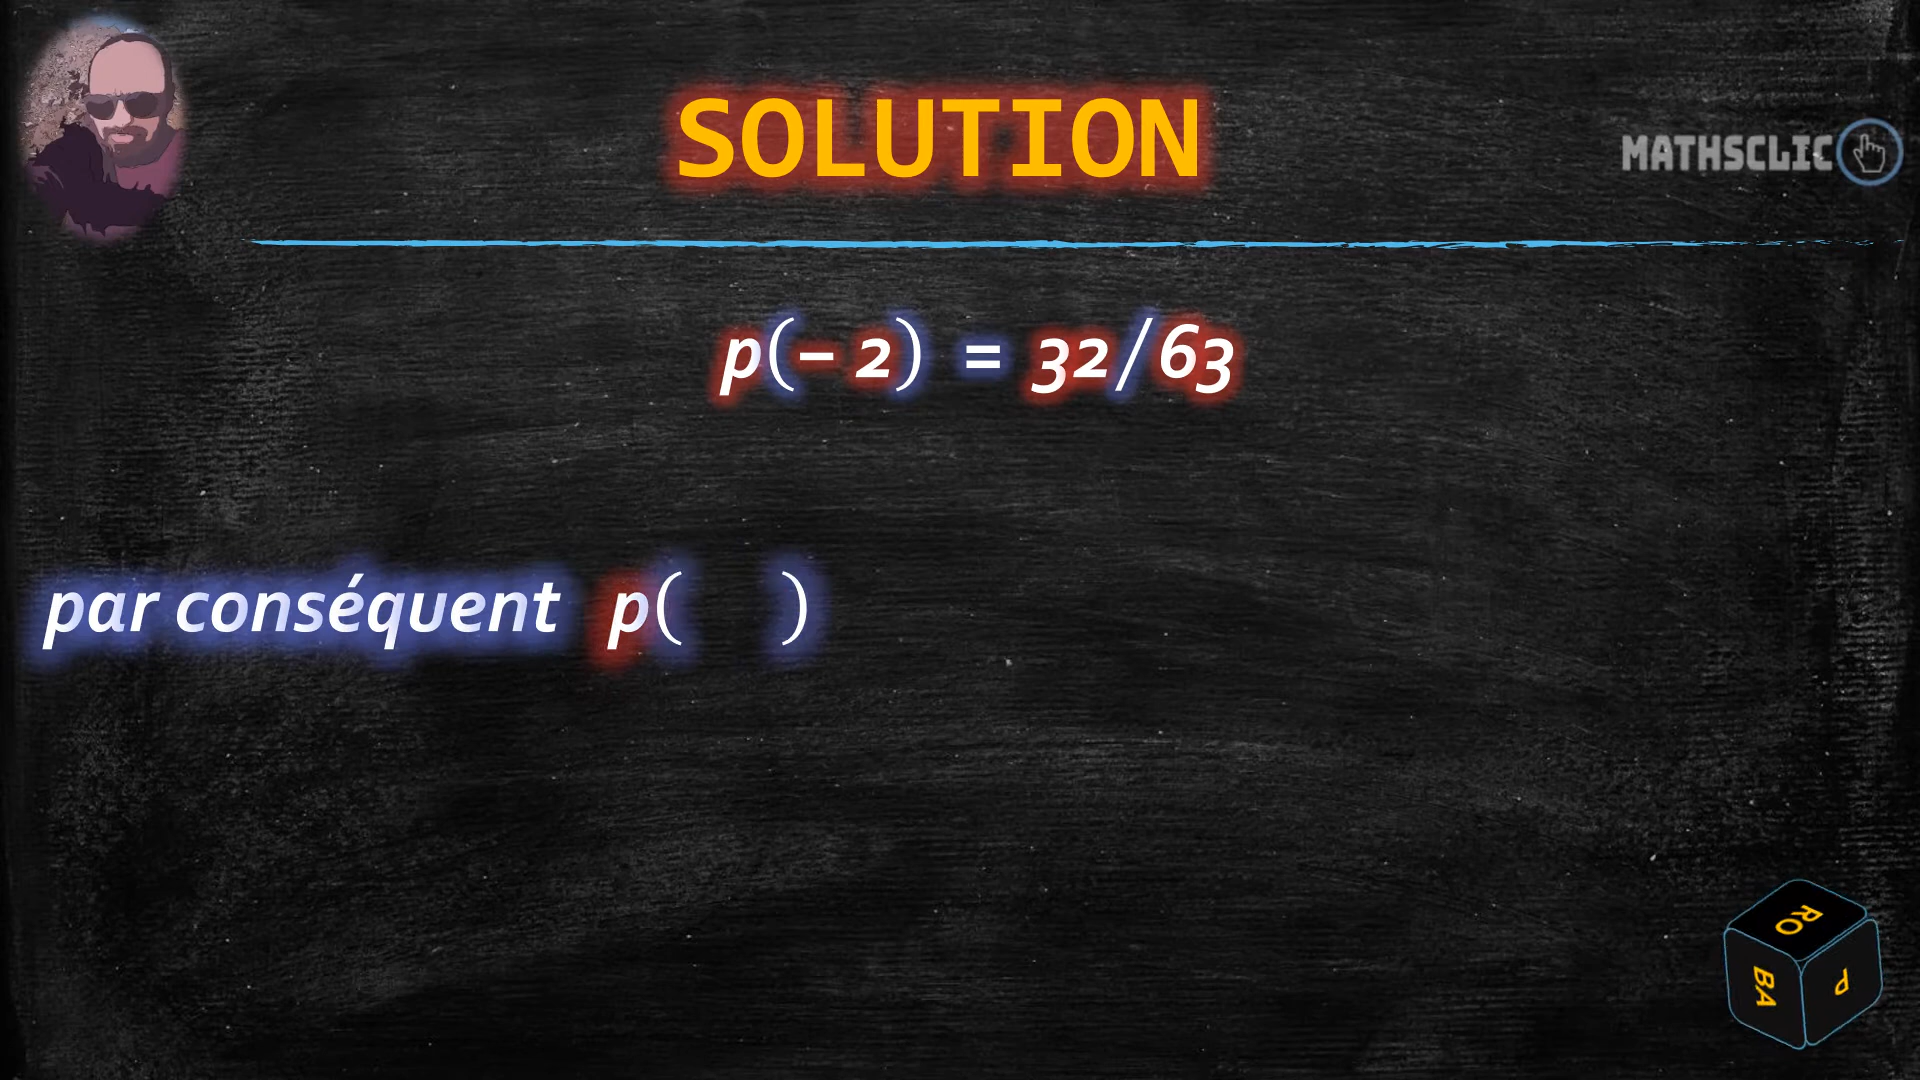 SOLUTION
MATHSCLIC
p(– 2) = 32/63
par conséquent p( )
RO
BA
P